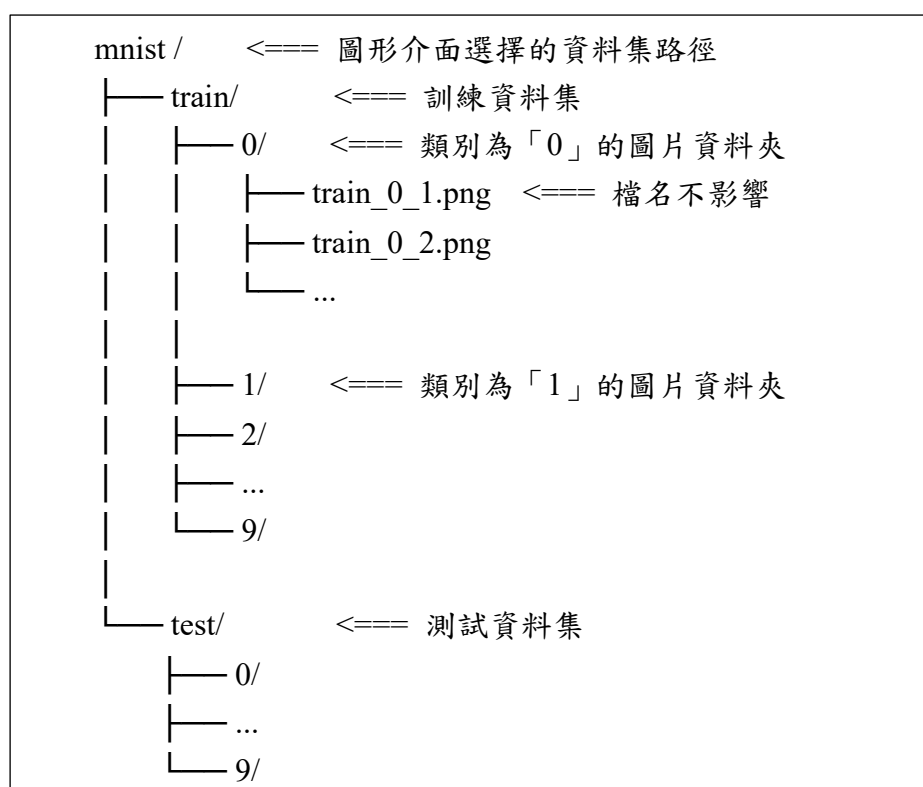 mnist /  <=== 圖形介面選擇的資料集路徑
├── train/  <=== 訓練資料集
│ ├── 0/  <=== 類別為「0」的圖片資料夾
│ │ ├── train_0_1.png  <=== 檔名不影響
│ │ ├── train_0_2.png
│ │ └── ...
│ │
│ ├── 1/  <=== 類別為「1」的圖片資料夾
│ ├── 2/
│ ├── ...
│ └── 9/
│
└── test/  <=== 測試資料集
├── 0/
├── ...
└── 9/